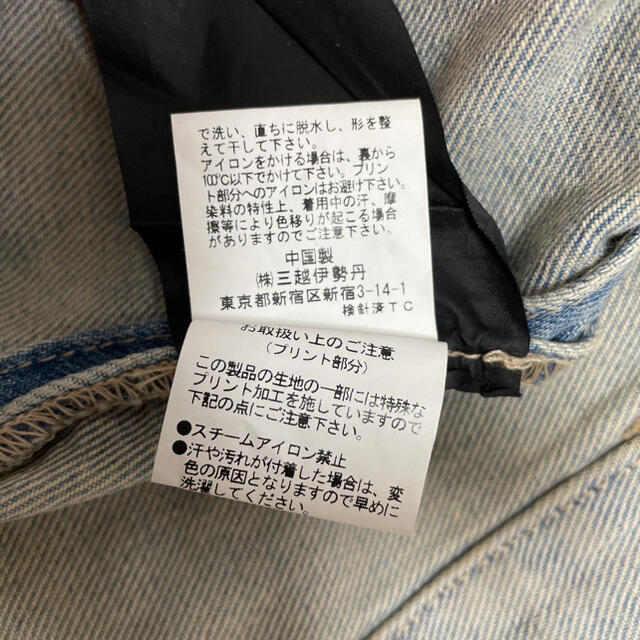 で洗い、直ちに脱水し、形を整
えて干して下さい。
アイロンをかける場合は、裏から
100℃以下でかけて下さい。プリン
ト部分へのアイロンはお避け下さい。
染料の特性上、着用中の汗、摩
擦等により色移りが起こる場合
がありますのでご注意下さい。
中国製
㈱三越伊勢丹
東京都新宿区新宿3-14-1
検針済TC
お取扱い上のご注意
(プリント部分)
この製品の生地の一部には特殊な
プリント加工を施していますので
下記の点にご注意下さい。
●スチームアイロン禁止
●汗や汚れが付着した場合は、変
色の原因となりますので早めに
洗濯してください。